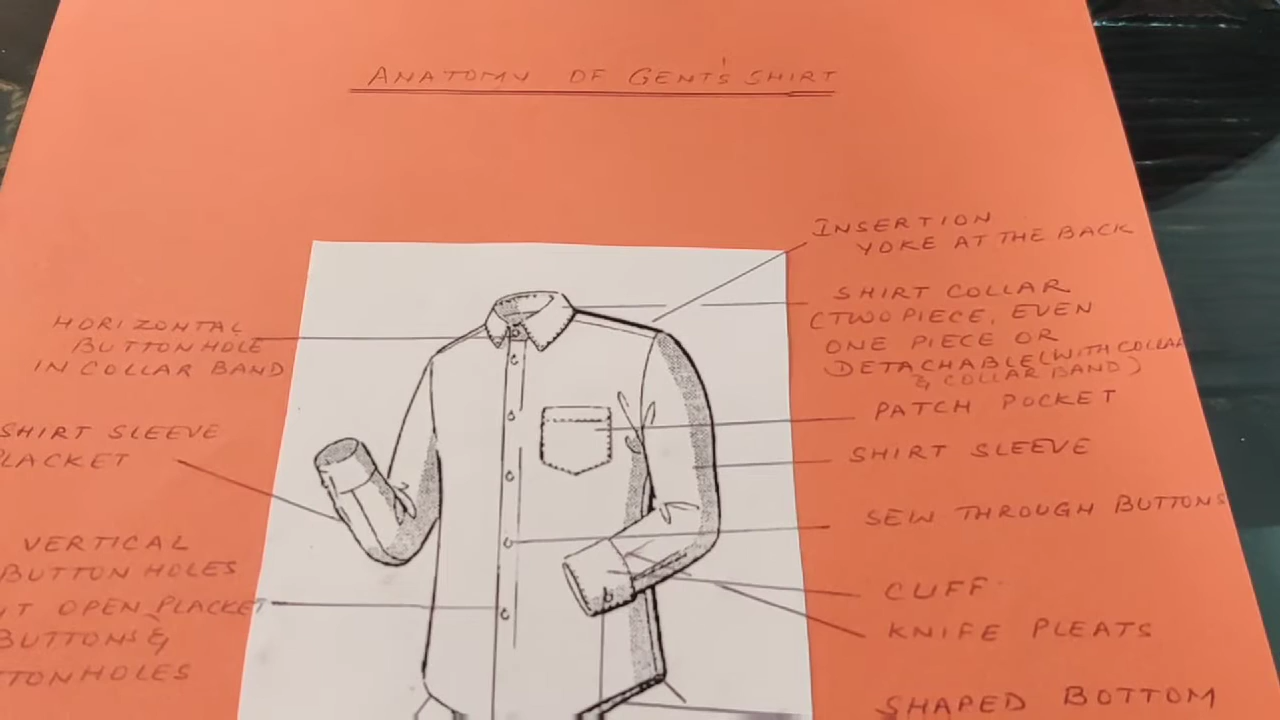 ANATOMY OF GENT'S SHIRT
INSERTION
YOKE AT THE BACK
SHIRT COLLAR
(TWO PIECE, EVEN
ONE PIECE OR
DETACHABLE(WITH COLLAR
& COLLAR BAND)
PATCH POCKET
SHIRT SLEEVE
SEW THROUGH BUTTONS
CUFF
KNIFE PLEATS
SHAPED BOTTOM
HORIZONTAL
BUTTONHOLE
IN COLLAR BAND
SHIRT SLEEVE
PLACKET
VERTICAL
BUTTON HOLES
OPEN PLACKET
BUTTONS &